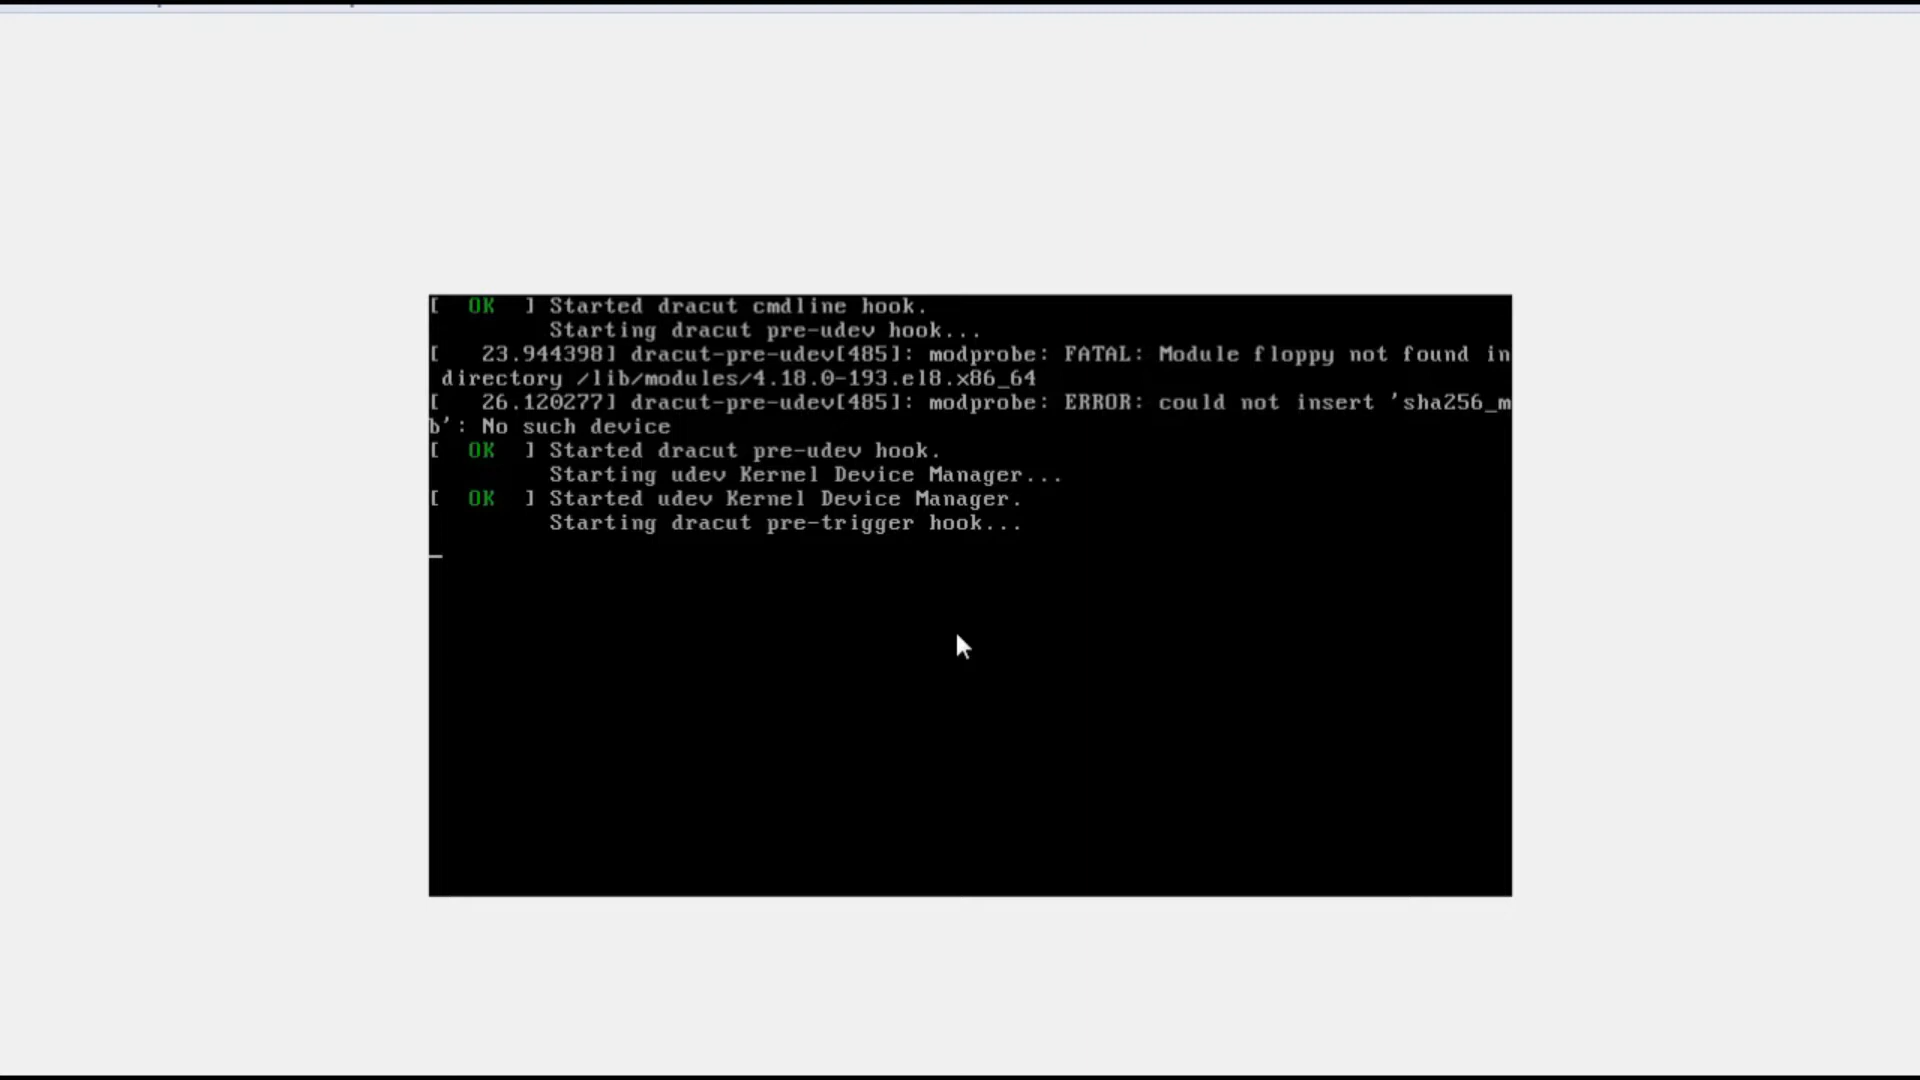 [  OK  ] Started dracut cmdline hook.
Starting dracut pre-udev hook...
[   23.944398] dracut-pre-udev[485]: modprobe: FATAL: Module floppy not found in
directory /lib/modules/4.18.0-193.el8.x86_64
[   26.120277] dracut-pre-udev[485]: modprobe: ERROR: could not insert 'sha256_m
b': No such device
[  OK  ] Started dracut pre-udev hook.
Starting udev Kernel Device Manager...
[  OK  ] Started udev Kernel Device Manager.
Starting dracut pre-trigger hook...